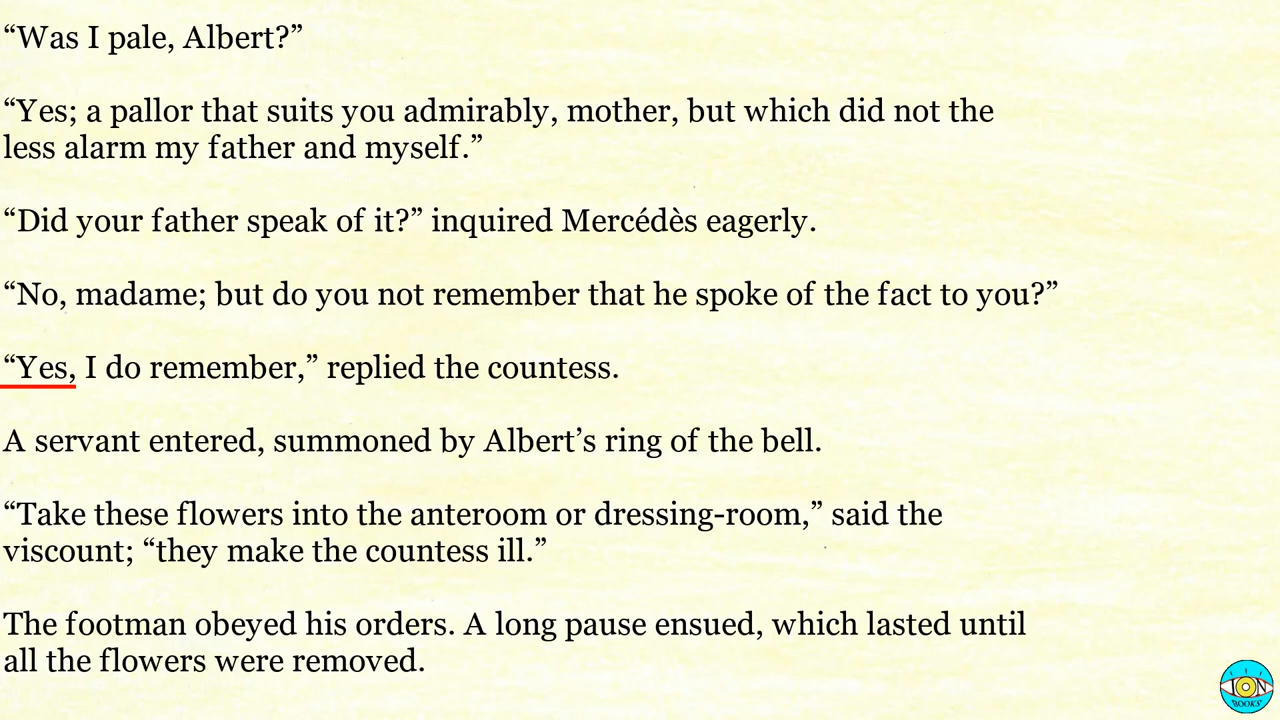 “Was I pale, Albert?”
“Yes; a pallor that suits you admirably, mother, but which did not the
less alarm my father and myself.”
“Did your father speak of it?” inquired Mercédès eagerly.
“No, madame; but do you not remember that he spoke of the fact to you?”
“Yes, I do remember,” replied the countess.
A servant entered, summoned by Albert’s ring of the bell.
“Take these flowers into the anteroom or dressing-room,” said the
viscount; “they make the countess ill.”
The footman obeyed his orders. A long pause ensued, which lasted until
all the flowers were removed.
ION
BOOKS